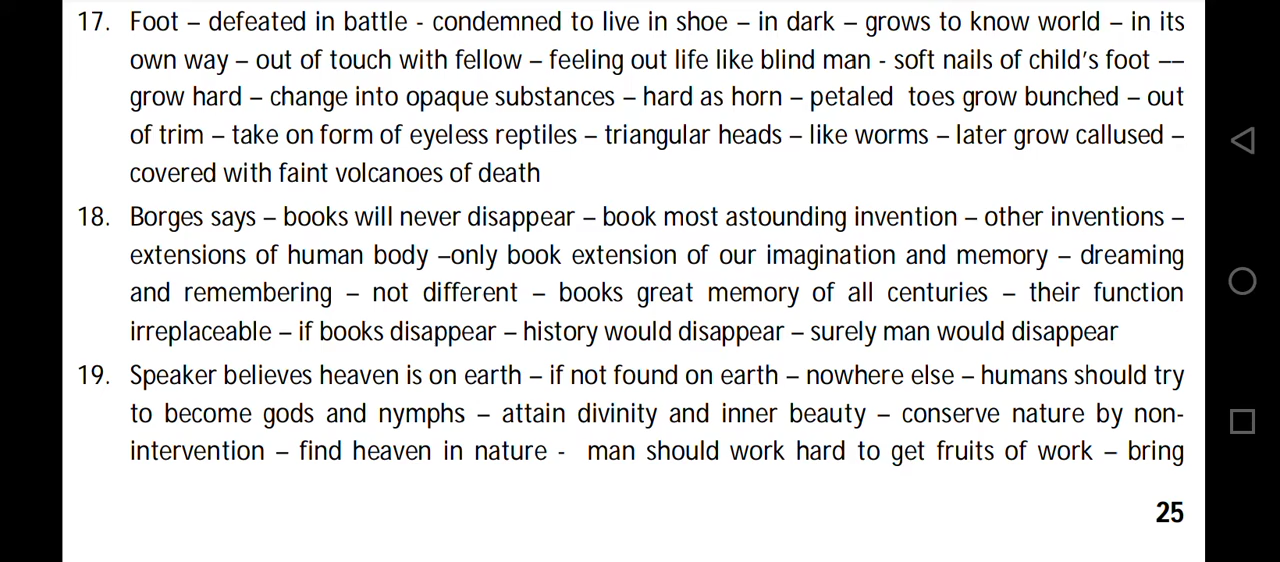 17. Foot – defeated in battle - condemned to live in shoe – in dark – grows to know world – in its
own way – out of touch with fellow – feeling out life like blind man - soft nails of child's foot ––
grow hard – change into opaque substances – hard as horn – petaled toes grow bunched – out
of trim – take on form of eyeless reptiles – triangular heads – like worms – later grow callused –
covered with faint volcanoes of death
18. Borges says – books will never disappear – book most astounding invention – other inventions –
extensions of human body –only book extension of our imagination and memory – dreaming
and remembering – not different – books great memory of all centuries – their function
irreplaceable – if books disappear – history would disappear – surely man would disappear
19. Speaker believes heaven is on earth – if not found on earth – nowhere else – humans should try
to become gods and nymphs – attain divinity and inner beauty – conserve nature by non-
intervention – find heaven in nature - man should work hard to get fruits of work – bring
25